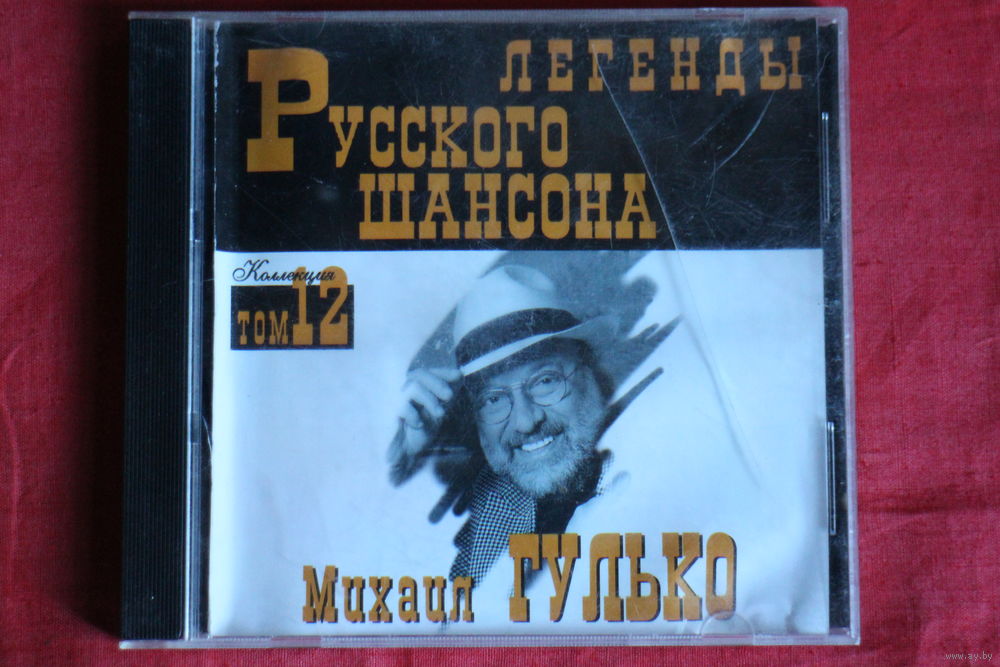 ЛЕГЕНДЫ
РУССКОГО
ШАНСОНА
Коллекция
ТОМ 12
Михаил ГУЛЬКО
www.ay.by